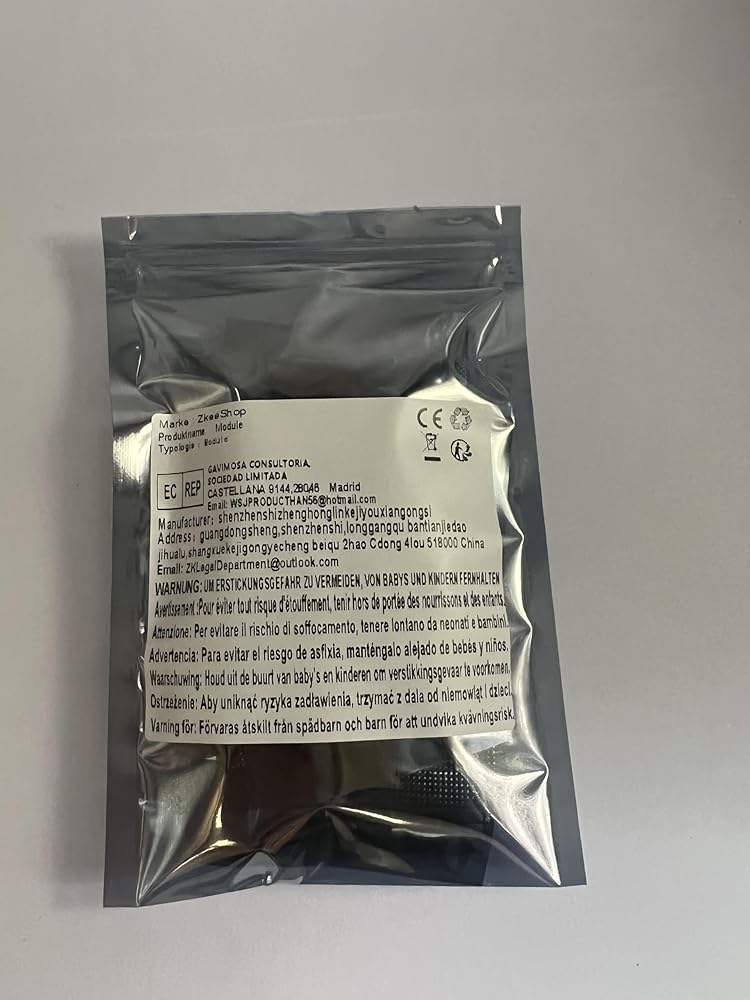 Marke : ZkeeShop
Produktname Module
Typologie : Module
CE
EC REP
GAVIMOSA CONSULTORIA,
SOCIEDAD LIMITADA
CASTELLANA 9144,28046 Madrid
Email: WSJPRODUCTHAN56@hotmail.com
Manufacturer: shenzhenshizhenghonglinkejiyouxiangongsi
Address: guangdongsheng,shenzhenshi,longgangqu bantianjiedao
jihualu,shangxuekejigongyecheng beiqu 2hao Cdong 4lou 518000 China
Email: ZKLegalDepartment@outlook.com
WARNUNG: UM ERSTICKUNGSGEFAHR ZU VERMEIDEN, VON BABYS UND KINDERN FERNHALTEN
Avertissement :Pour éviter tout risque d'étouffement, tenir hors de portée des nourrissons et des enfants.
Attenzione: Per evitare il rischio di soffocamento, tenere lontano da neonati e bambini.
Advertencia: Para evitar el riesgo de asfixia, manténgalo alejado de bebés y niños.
Waarschuwing: Houd uit de buurt van baby's en kinderen om verstikkingsgevaar te voorkomen.
Ostrzeżenie: Aby uniknąć ryzyka zadławienia, trzymać z dala od niemowląt i dzieci.
Varning för: Förvaras åtskilt från spädbarn och barn för att undvika kvävningsrisk.